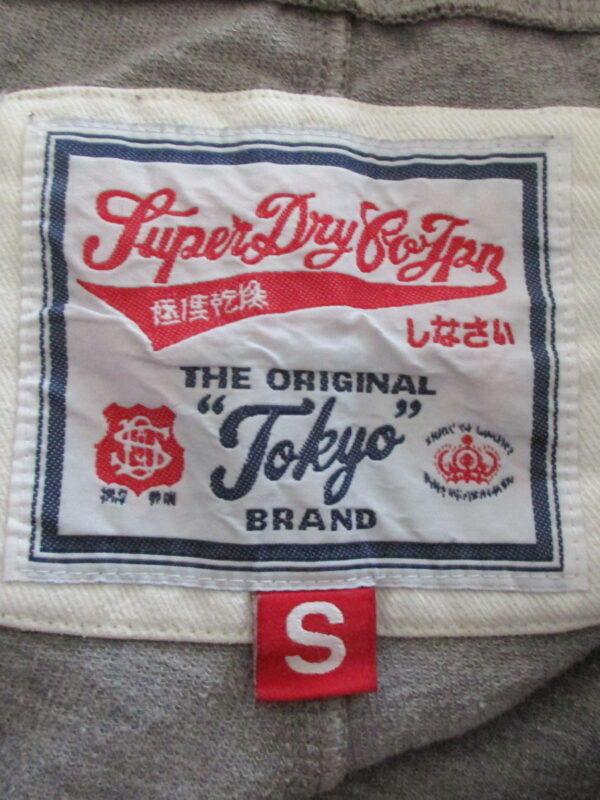 SuperDry Co Jpn
極度乾燥
しなさい
THE ORIGINAL
"Tokyo"
BRAND
S